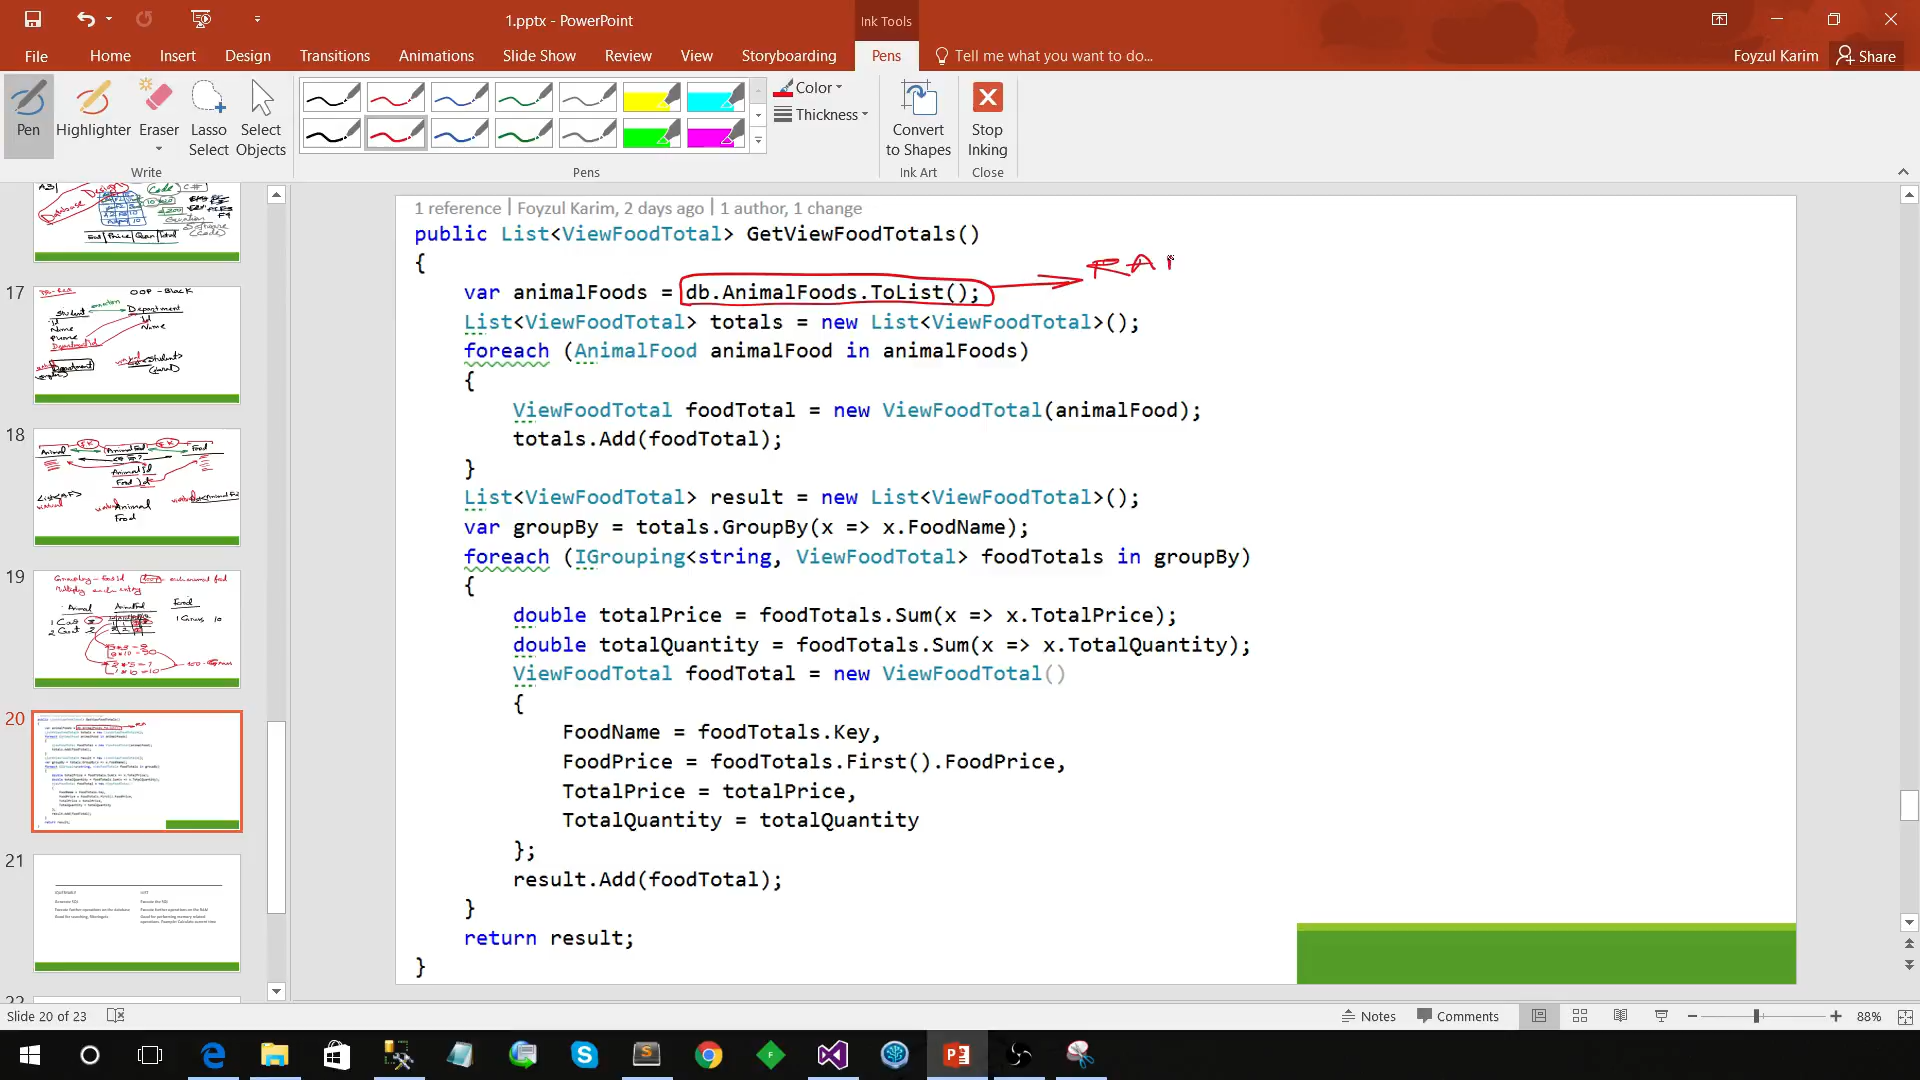 1.pptx - PowerPoint
Ink Tools
File
Home
Insert
Design
Transitions
Animations
Slide Show
Review
View
Storyboarding
Pens
Tell me what you want to do...
Foyzul Karim
Share
Pen
Highlighter
Eraser
Lasso Select
Select Objects
Write
Pens
Color
Thickness
Convert to Shapes
Ink Art
Stop Inking
Close
17
18
19
20
21
1 reference | Foyzul Karim, 2 days ago | 1 author, 1 change
public List<ViewFoodTotal> GetViewFoodTotals()
{
RA
var animalFoods = db.AnimalFoods.ToList();
List<ViewFoodTotal> totals = new List<ViewFoodTotal>();
foreach (AnimalFood animalFood in animalFoods)
{
ViewFoodTotal foodTotal = new ViewFoodTotal(animalFood);
totals.Add(foodTotal);
}
List<ViewFoodTotal> result = new List<ViewFoodTotal>();
var groupBy = totals.GroupBy(x => x.FoodName);
foreach (IGrouping<string, ViewFoodTotal> foodTotals in groupBy)
{
double totalPrice = foodTotals.Sum(x => x.TotalPrice);
double totalQuantity = foodTotals.Sum(x => x.TotalQuantity);
ViewFoodTotal foodTotal = new ViewFoodTotal()
{
FoodName = foodTotals.Key,
FoodPrice = foodTotals.First().FoodPrice,
TotalPrice = totalPrice,
TotalQuantity = totalQuantity
};
result.Add(foodTotal);
}
return result;
}
Slide 20 of 23
Notes
Comments
88%